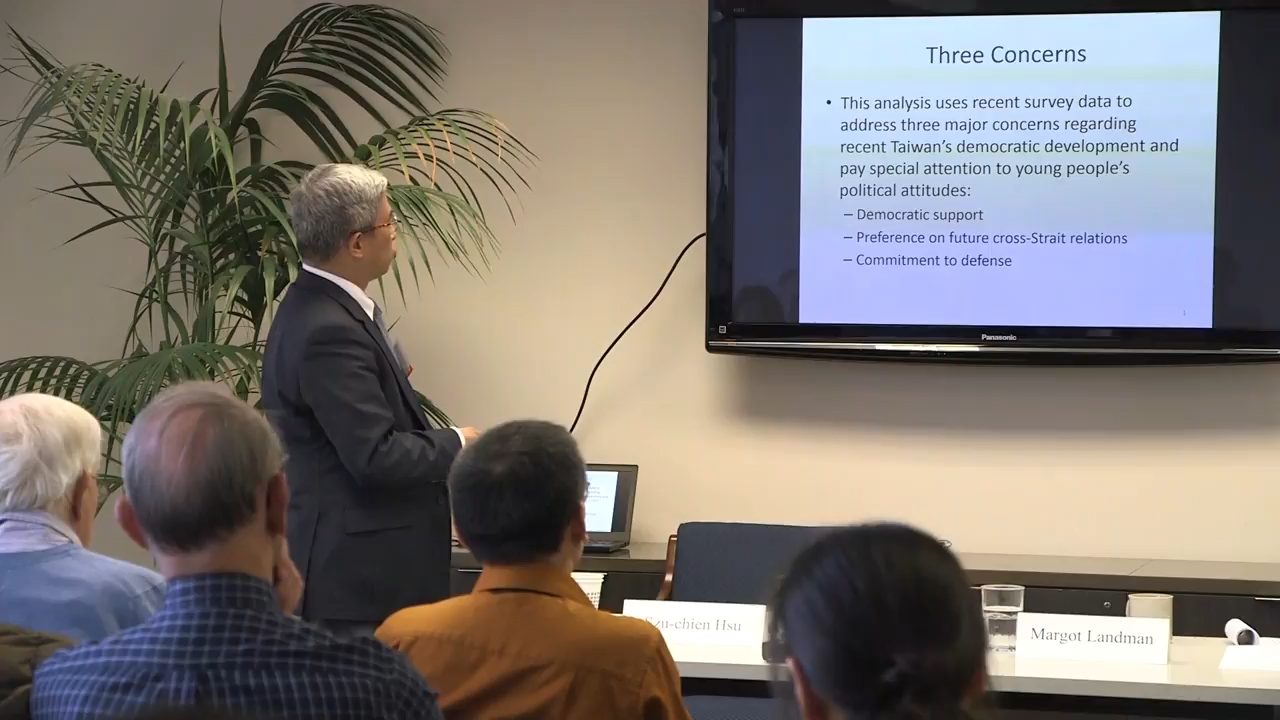 Three Concerns
• This analysis uses recent survey data to
address three major concerns regarding
recent Taiwan's democratic development and
pay special attention to young people's
political attitudes:
– Democratic support
– Preference on future cross-Strait relations
– Commitment to defense
1
Panasonic
Szu-chien Hsu
Margot Landman